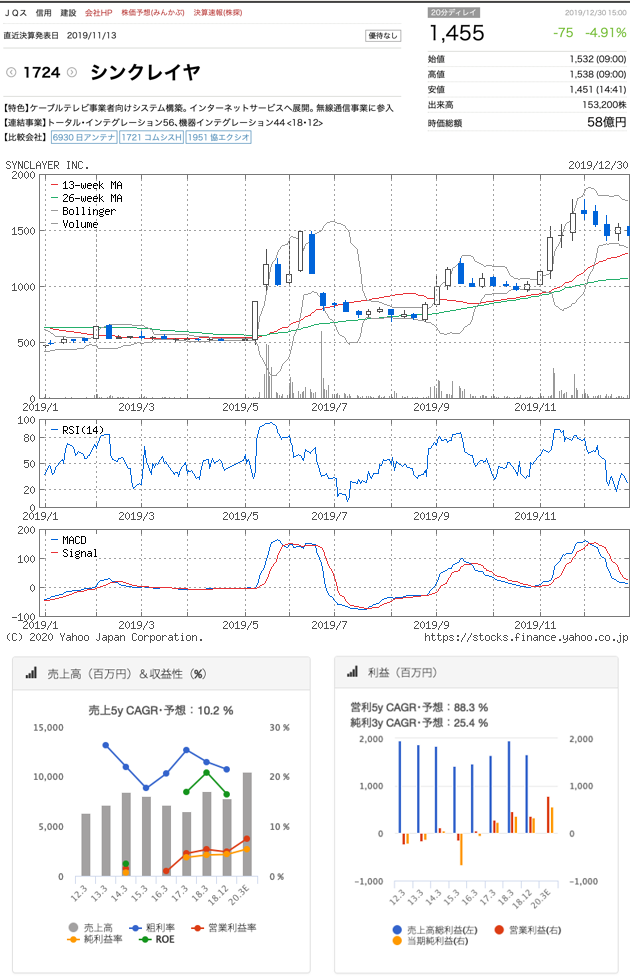 ＪＱス 信用 建設 会社HP 株価予想(みんかぶ) 決算速報(株探)
直近決算発表日 2019/11/13 優待なし
1724 シンクレイヤ
【特色】ケーブルテレビ事業者向けシステム構築。インターネットサービスへ展開。無線通信事業に参入
【連結事業】トータル・インテグレーション56、機器インテグレーション44 <18・12>
【比較会社】 6930 日アンテナ 1721 コムシスH 1951 協エクシオ
20分ディレイ 2019/12/30 15:00
1,455 -75 -4.91%
始値 1,532 (09:00)
高値 1,538 (09:00)
安値 1,451 (14:41)
出来高 153,200株
時価総額 58億円
SYNCLAYER INC. 2019/12/30
13-week MA
26-week MA
Bollinger
Volume
2000
1500
1000
500
0
2019/1 2019/3 2019/5 2019/7 2019/9 2019/11
RSI(14)
100
80
50
20
0
2019/1 2019/3 2019/5 2019/7 2019/9 2019/11
MACD
Signal
200
100
0
-100
2019/1 2019/3 2019/5 2019/7 2019/9 2019/11
(C) 2020 Yahoo Japan Corporation. https://stocks.finance.yahoo.co.jp
売上高（百万円）＆収益性（%）
売上5y CAGR・予想：10.2 %
15,000 30 %
10,000 20 %
5,000 10 %
0 0 %
12.3 13.3 14.3 15.3 16.3 17.3 18.3 18.12 20.3E
売上高 粗利率 営業利益率
純利益率 ROE
利益（百万円）
営利5y CAGR・予想：88.3 %
純利3y CAGR・予想：25.4 %
2,000 2,000
1,000 1,000
0 0
-1,000 -1,000
12.3 13.3 14.3 15.3 16.3 17.3 18.3 18.12 20.3E
売上高総利益(左) 営業利益(右)
当期純利益(右)